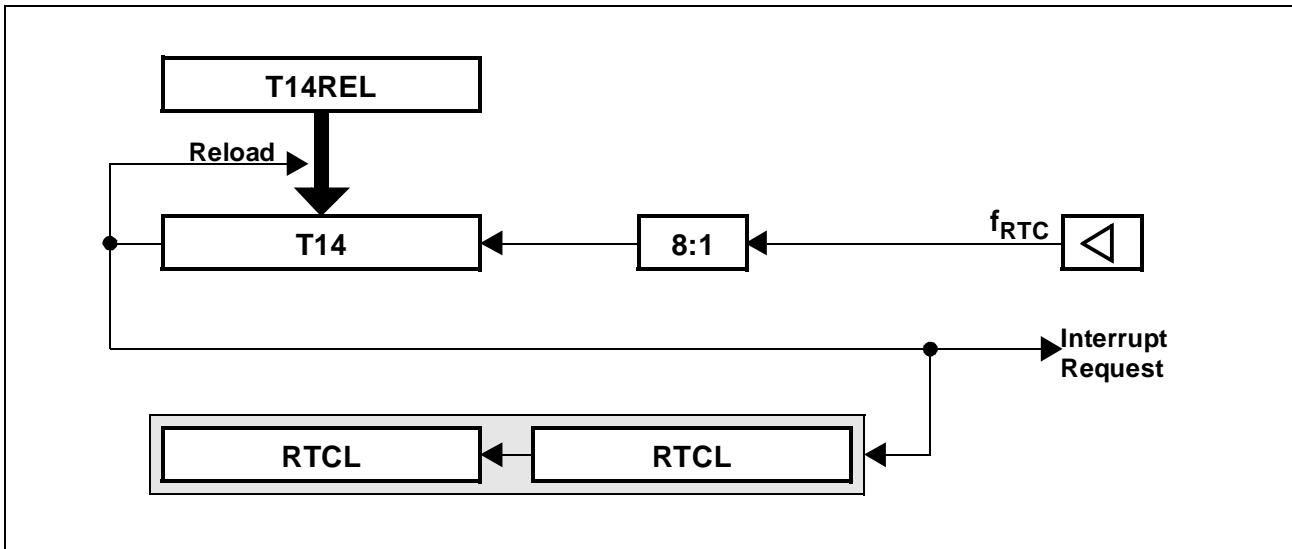 T14REL
Reload
T14
8:1
fRTC
Interrupt
Request
RTCL
RTCL